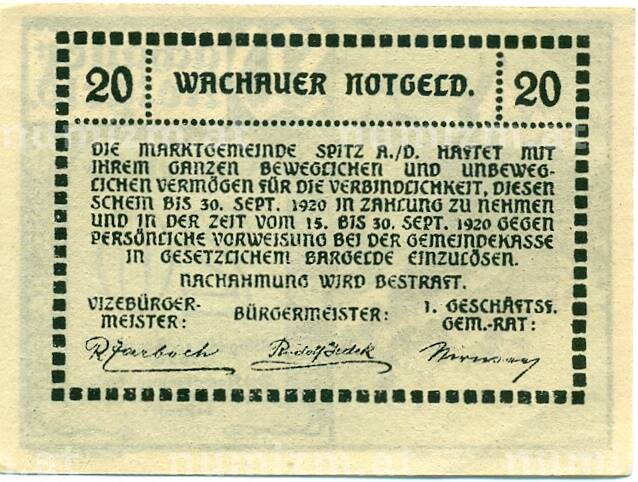 20 WACHAUER NOTGELD. 20
DIE MARKTGEMEINDE SPITZ A./D. HAFTET MIT
IHREM GANZEN BEWEGLICHEN UND UNBEWEG-
LICHEN VERMÖGEN FÜR DIE VERBINDLICHKEIT, DIESEN
SCHEIN BIS 30. SEPT. 1920 IN ZAHLUNG ZU NEHMEN
UND IN DER ZEIT VOM 15. BIS 30. SEPT. 1920 GEGEN
PERSÖNLICHE VORWEISUNG BEI DER GEMEINDEKASSE
IN GESETZLICHEM BARGELDE EINZULÖSEN.
NACHAHMUNG WIRD BESTRAFT.
VIZEBÜRGER-
MEISTER:
BÜRGERMEISTER:
1. GESCHÄFTSF.
GEM.-RAT:
numizm.at